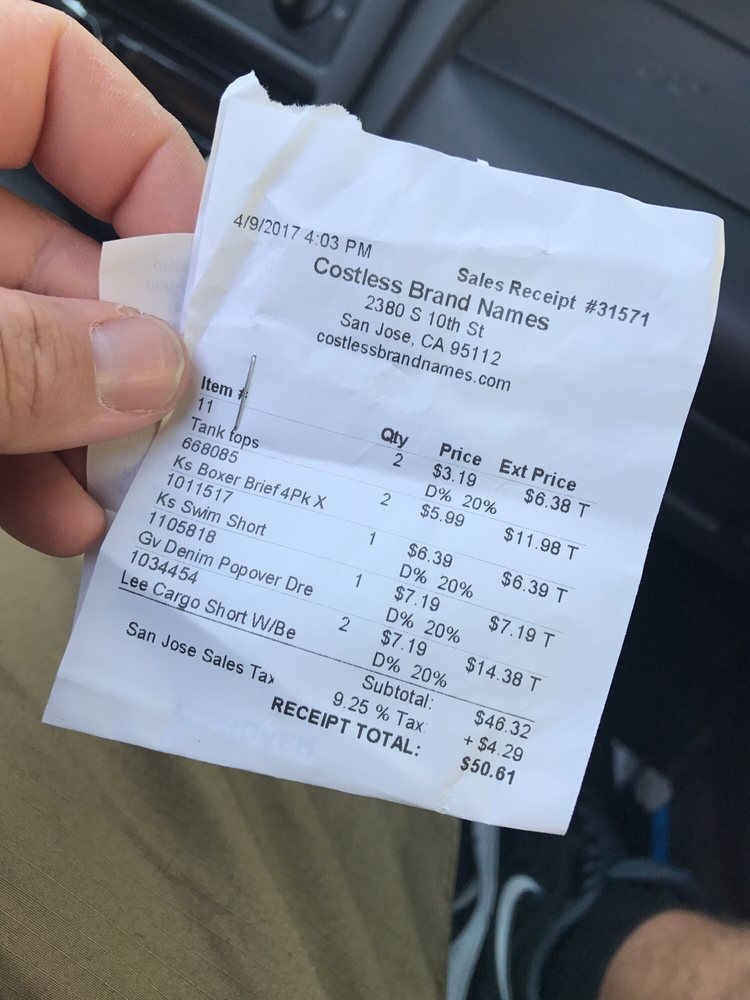 4/9/2017 4:03 PM
Sales Receipt #31571
Costless Brand Names
2380 S 10th St
San Jose, CA 95112
costlessbrandnames.com
Item # Qty Price Ext Price
11 2 $3.19 $6.38 T
Tank tops D% 20%
668085 2 $5.99 $11.98 T
Ks Boxer Brief 4Pk X
1011517 1 $6.39 $6.39 T
Ks Swim Short D% 20%
1105818 1 $7.19 $7.19 T
Gv Denim Popover Dre D% 20%
1034454 2 $7.19 $14.38 T
Lee Cargo Short W/Be D% 20%
Subtotal: $46.32
San Jose Sales Tax 9.25 % Tax: + $4.29
RECEIPT TOTAL: $50.61